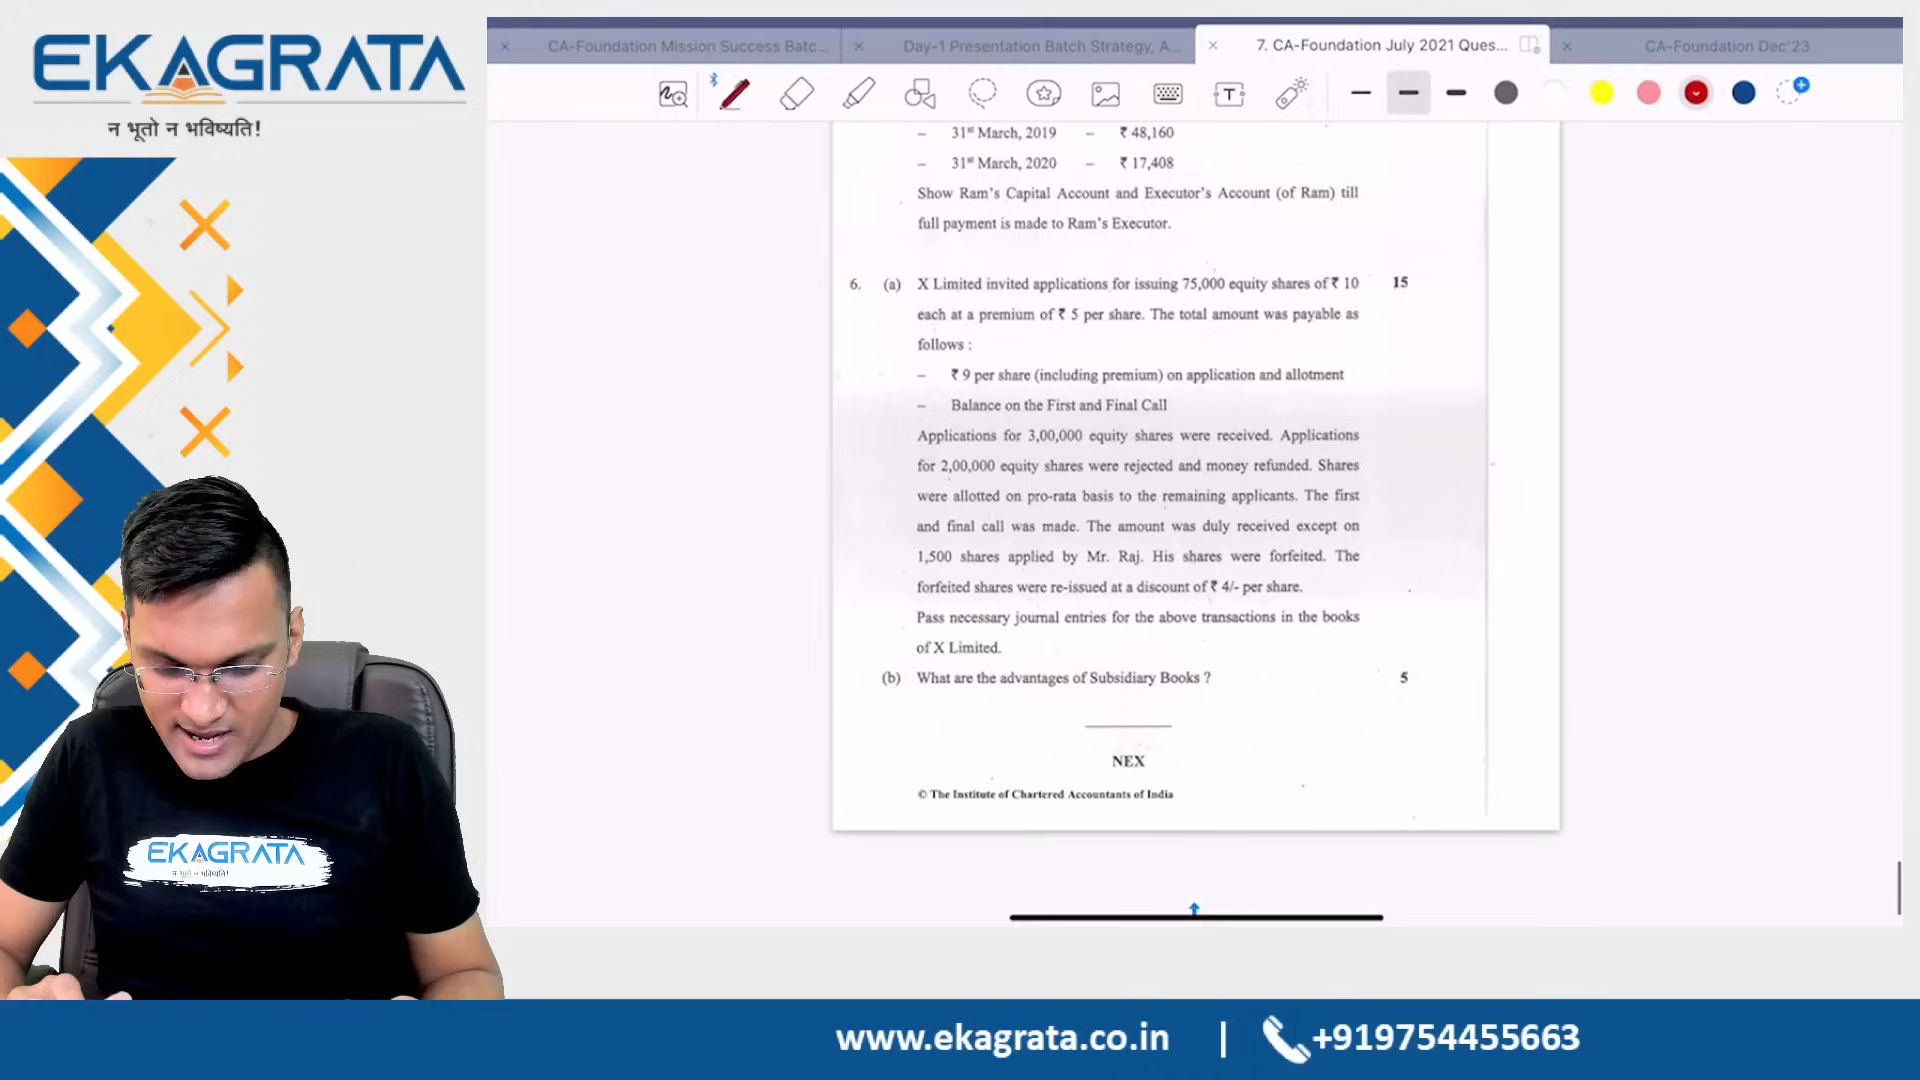 EKAGRATA
न भूतो न भविष्यति!
CA-Foundation Mission Success Batc...
Day-1 Presentation Batch Strategy, A...
7. CA-Foundation July 2021 Ques...
CA-Foundation Dec'23
– 31st March, 2019 – ₹ 48,160
– 31st March, 2020 – ₹ 17,408
Show Ram's Capital Account and Executor's Account (of Ram) till
full payment is made to Ram's Executor.
6. (a) X Limited invited applications for issuing 75,000 equity shares of ₹ 10 15
each at a premium of ₹ 5 per share. The total amount was payable as
follows :
– ₹ 9 per share (including premium) on application and allotment
– Balance on the First and Final Call
Applications for 3,00,000 equity shares were received. Applications
for 2,00,000 equity shares were rejected and money refunded. Shares
were allotted on pro-rata basis to the remaining applicants. The first
and final call was made. The amount was duly received except on
1,500 shares applied by Mr. Raj. His shares were forfeited. The
forfeited shares were re-issued at a discount of ₹ 4/- per share.
Pass necessary journal entries for the above transactions in the books
of X Limited.
(b) What are the advantages of Subsidiary Books ? 5
NEX
© The Institute of Chartered Accountants of India
EKAGRATA
न भूतो न भविष्यति!
www.ekagrata.co.in | +919754455663